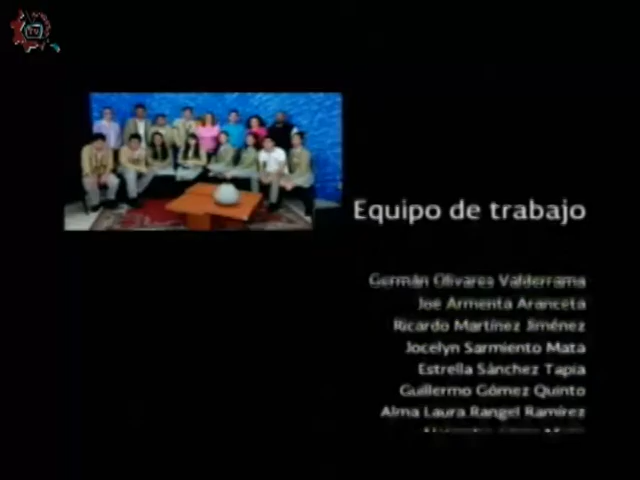 TV
Equipo de trabajo
Germán Olivares Valderrama
Joe Armenta Aranceta
Ricardo Martínez Jiménez
Jocelyn Sarmiento Mata
Estrella Sánchez Tapia
Guillermo Gómez Quinto
Alma Laura Rangel Ramírez